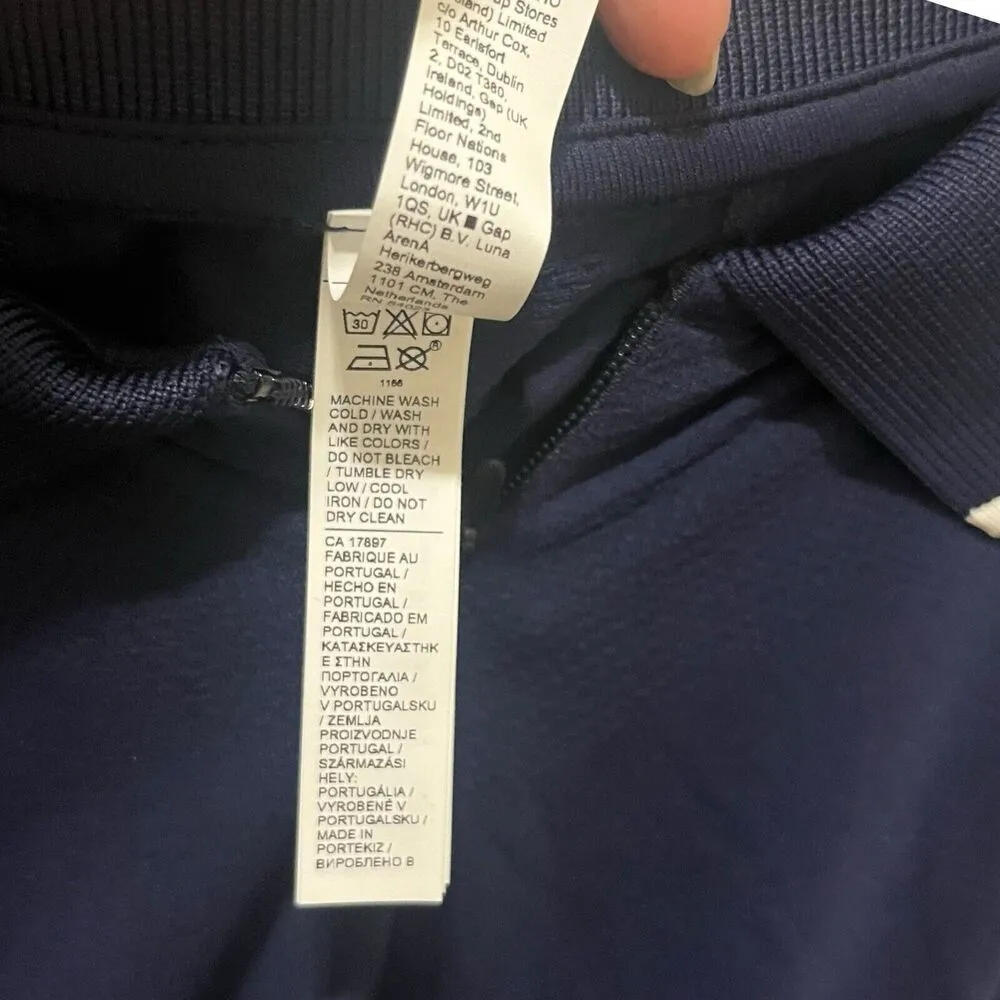 Stores
Limited
c/o Arthur Cox,
10 Earlsfort
Terrace, Dublin
2, D02 T380,
Ireland, Gap (UK
Holdings)
Limited, 2nd
Floor Nations
House, 103
Wigmore Street,
London, W1U
1QS, UK ■ Gap
(RHC) B.V. Luna
ArenA
Herikerbergweg
238 Amsterdam
1101 CM, The
Netherlands
RN
30
1166
MACHINE WASH
COLD / WASH
AND DRY WITH
LIKE COLORS /
DO NOT BLEACH
/ TUMBLE DRY
LOW / COOL
IRON / DO NOT
DRY CLEAN
CA 17897
FABRIQUE AU
PORTUGAL /
HECHO EN
PORTUGAL /
FABRICADO EM
PORTUGAL /
ΚΑΤΑΣΚΕΥΑΣΤΗΚ
Ε ΣΤΗΝ
ΠΟΡΤΟΓΑΛΙΑ /
VYROBENO
V PORTUGALSKU
/ ZEMLJA
PROIZVODNJE
PORTUGAL /
SZÁRMAZÁSI
HELY:
PORTUGÁLIA /
VYROBENÉ V
PORTUGALSKU /
MADE IN
PORTEKIZ /
ВИРОБЛЕНО В